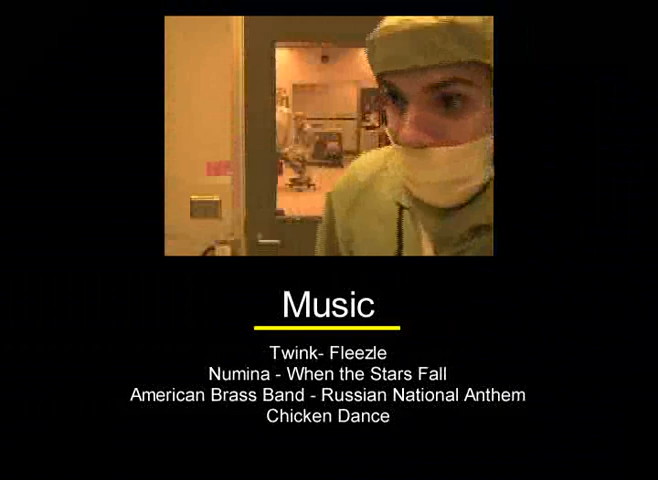 Music
Twink- Fleezle
Numina - When the Stars Fall
American Brass Band - Russian National Anthem
Chicken Dance